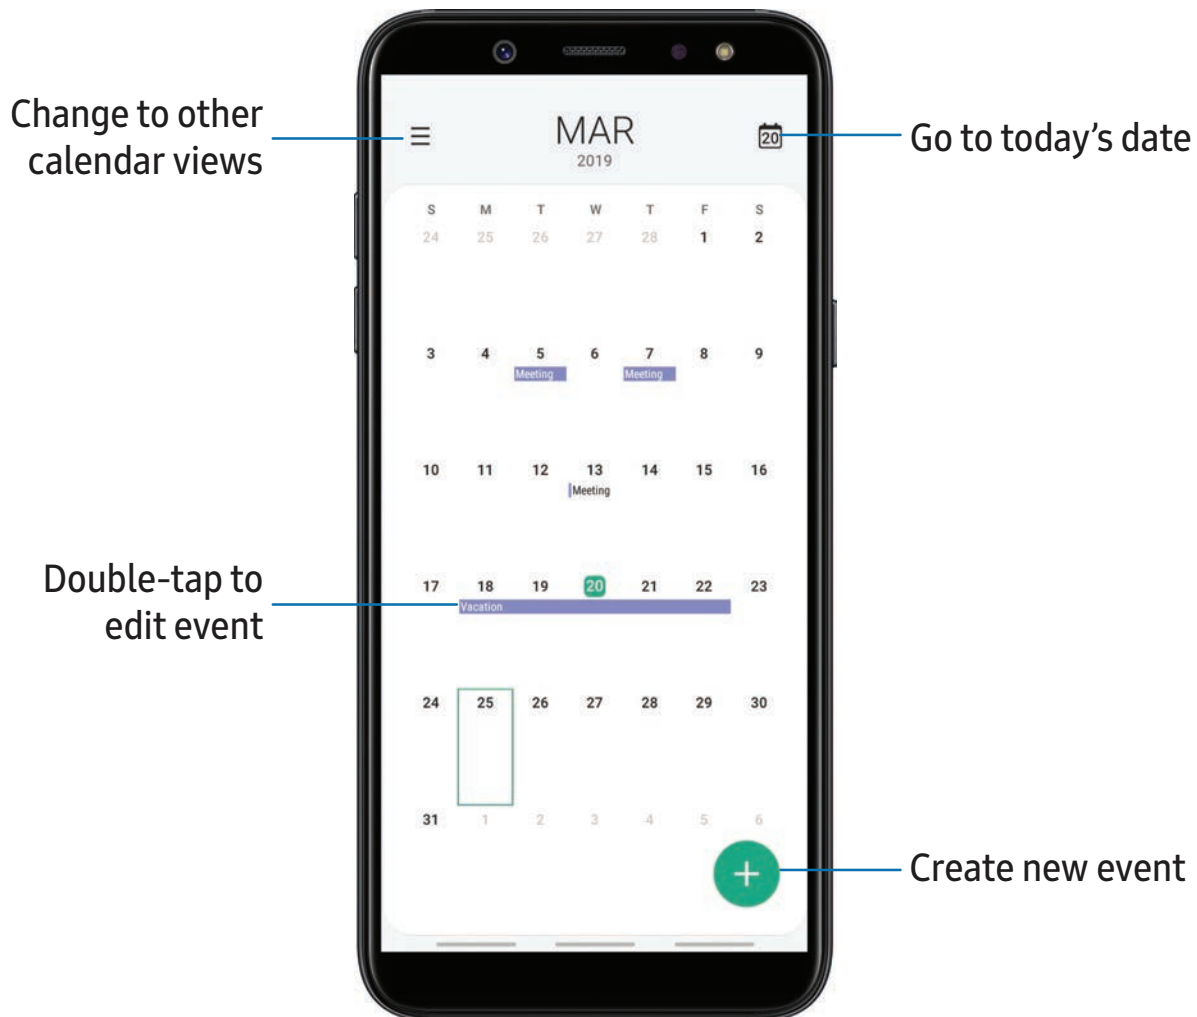 Change to other
calendar views
MAR
2019
20
Go to today’s date
S M T W T F S
24 25 26 27 28 1 2
3 4 5 6 7 8 9
Meeting Meeting
10 11 12 13 14 15 16
Meeting
Double-tap to
edit event
17 18 19 20 21 22 23
Vacation
24 25 26 27 28 29 30
31 1 2 3 4 5 6
+
Create new event